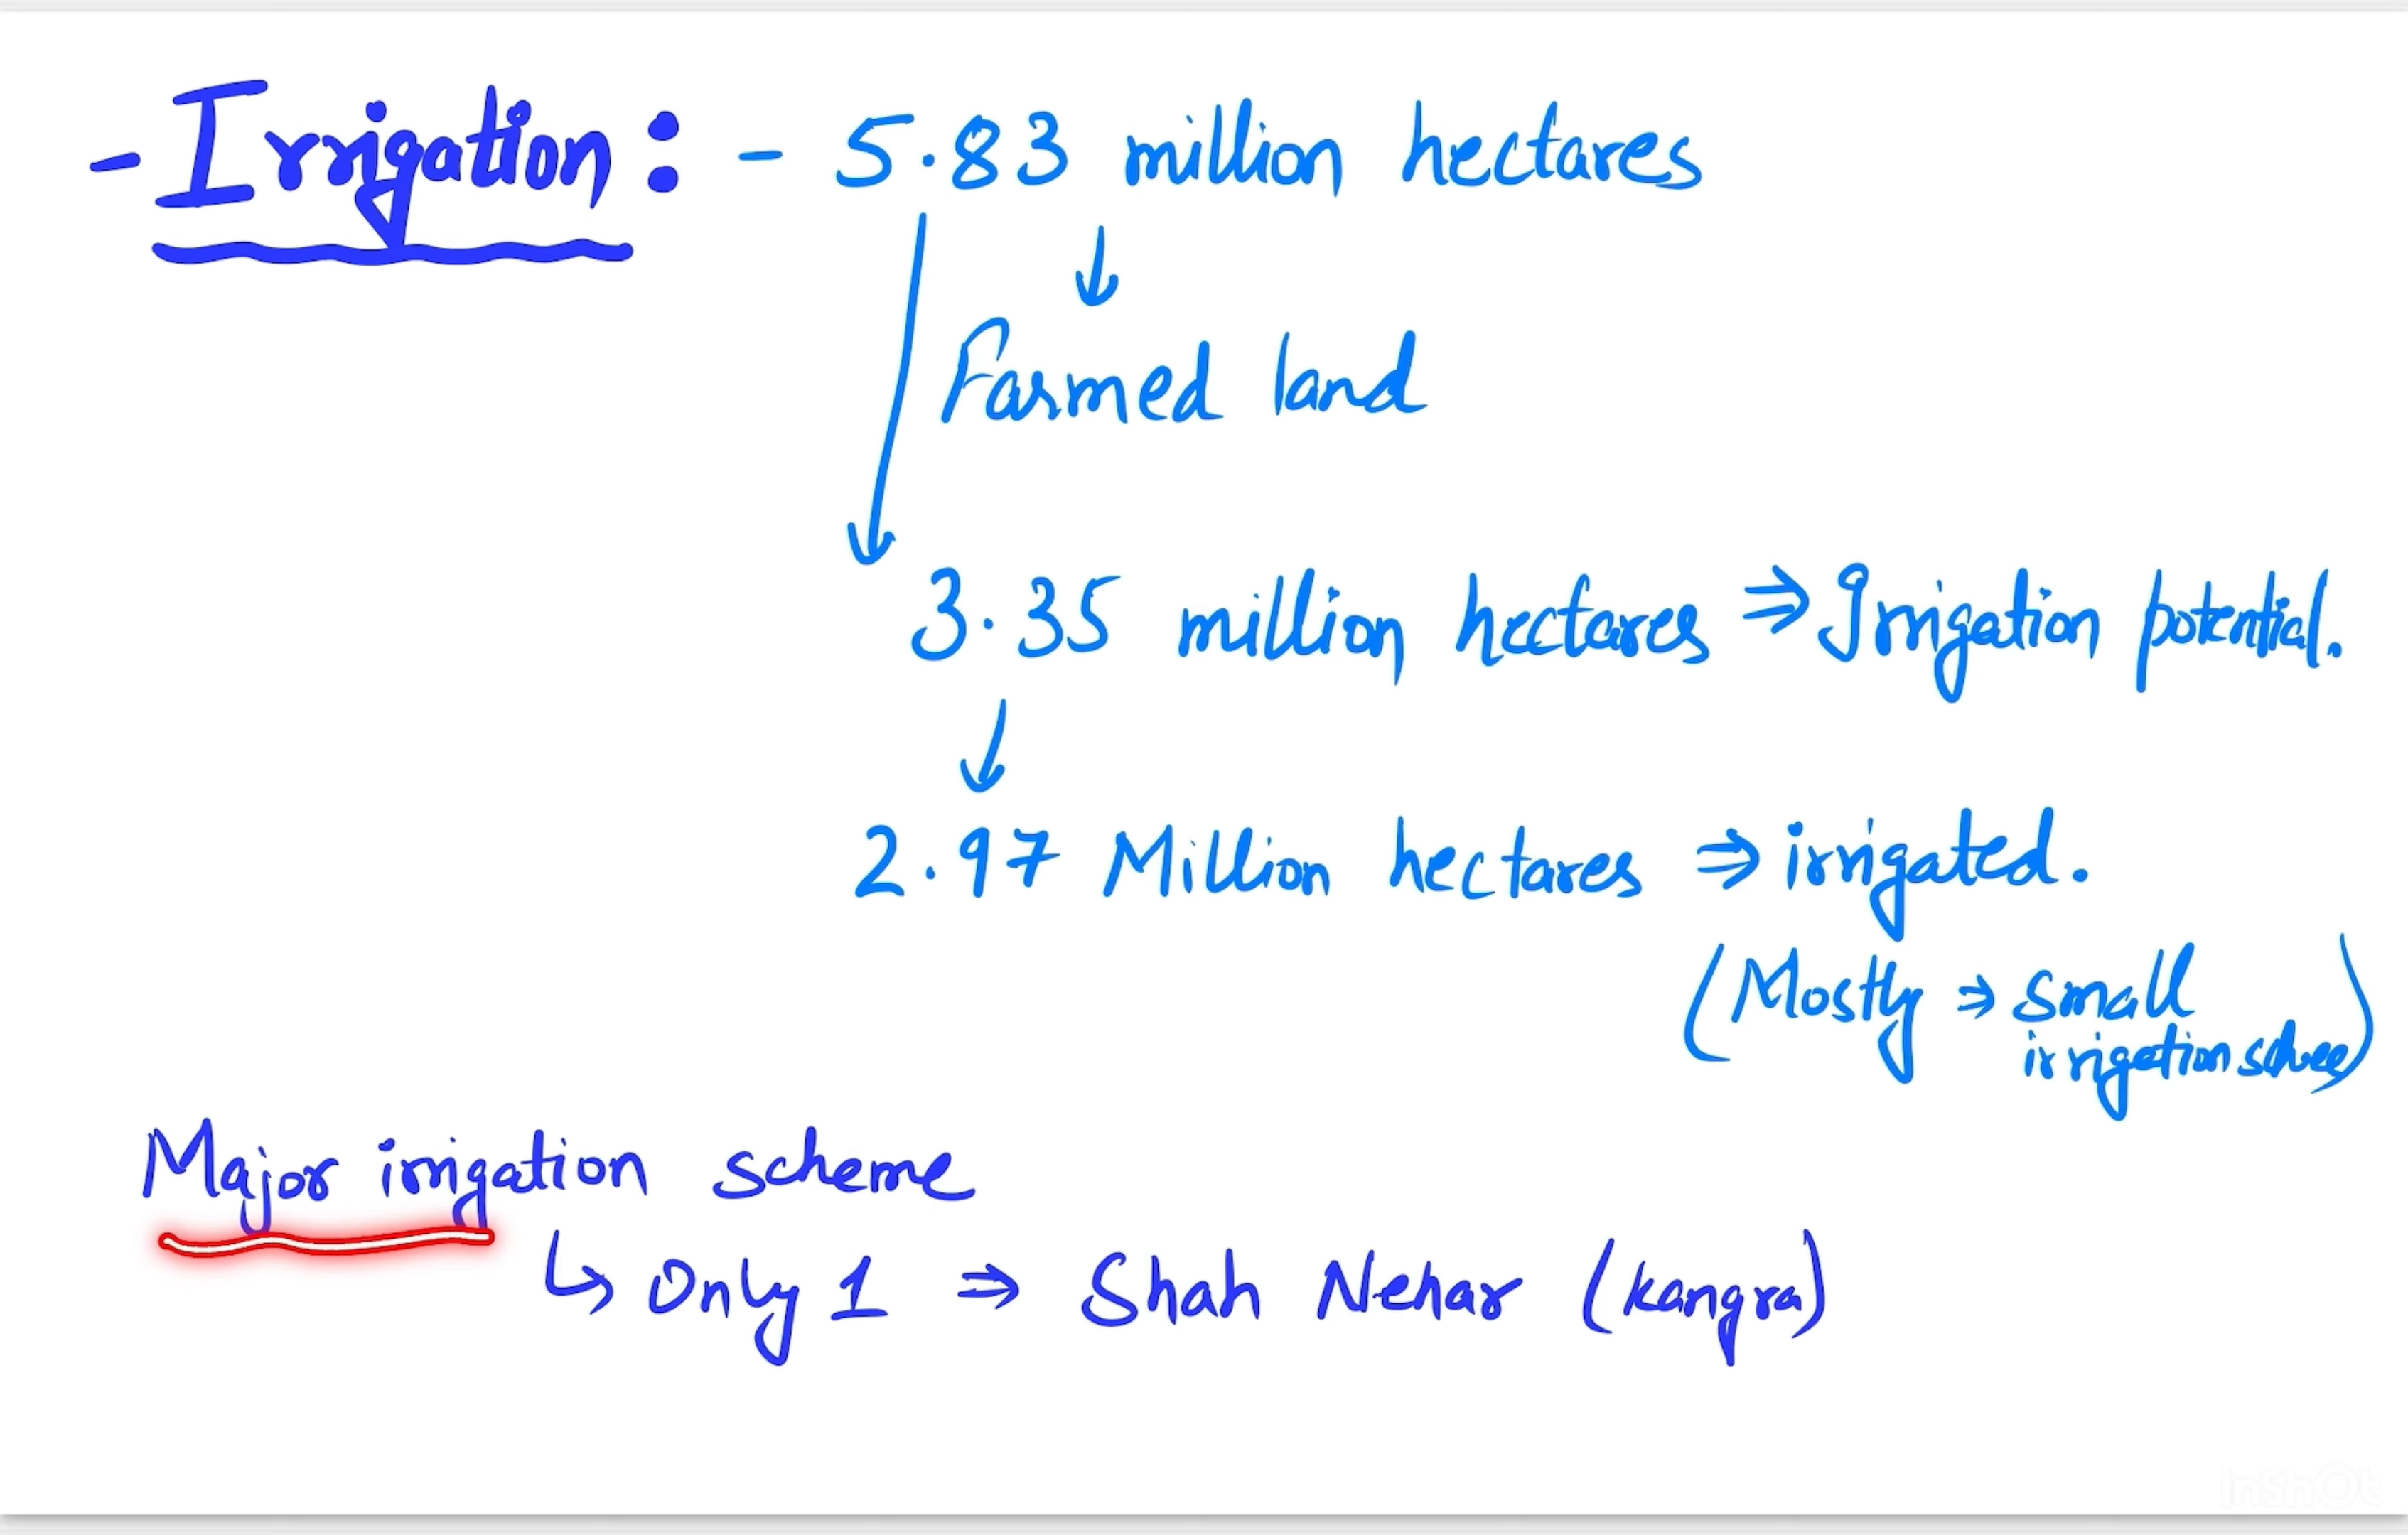 - Irrigation : - 5.83 million hectares
↓
Farmed land
↓
3.35 million hectares ⇒ Irrigation potential.
↓
2.97 Million hectares ⇒ irrigated.
(Mostly ⇒ small
irrigation
Major irrigation scheme
↳ Only 1 ⇒ Shah Nehar (Kangra)
InShOt